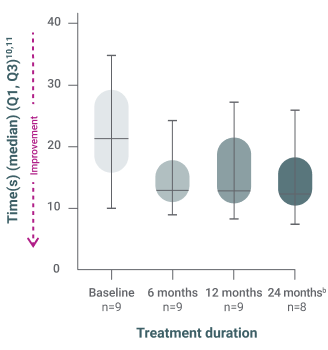 Time(s) (median) (Q1, Q3)10,11
Improvement
40
30
20
10
0
Baseline 6 months 12 months 24 monthsb
n=9 n=9 n=9 n=8
Treatment duration